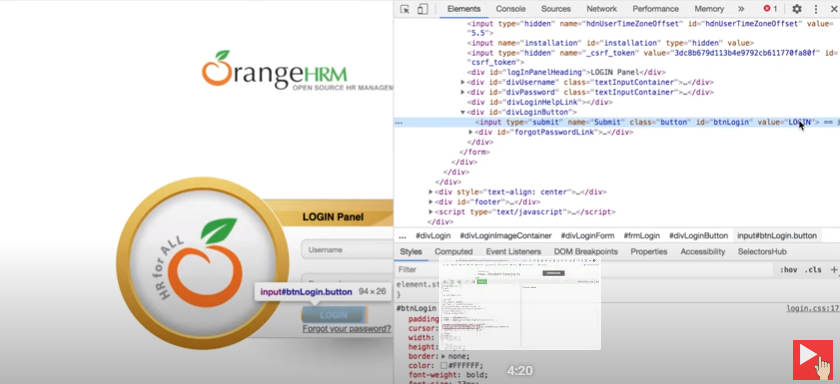 OrangeHRM
OPEN SOURCE HR MANAGEM
HR for ALL
LOGIN Panel
Username
input#btnLogin.button 94 × 26
LOGIN
Forgot your password?
Elements Console Sources Network Performance Memory » 1
<input type="hidden" name="hdnUserTimeZoneOffset" id="hdnUserTimeZoneOffset" value=
"5.5">
<input name="installation" id="installation" type="hidden" value>
<input type="hidden" name="_csrf_token" value="3dc8b679d113b4e9792cb611770fa80f" id=
"csrf_token">
<div id="logInPanelHeading">LOGIN Panel</div>
<div id="divUsername" class="textInputContainer">…</div>
<div id="divPassword" class="textInputContainer">…</div>
<div id="divLoginHelpLink"></div>
<div id="divLoginButton">
… <input type="submit" name="Submit" class="button" id="btnLogin" value="LOGIN"> ==
<div id="forgotPasswordLink">…</div>
</div>
</form>
</div>
</div>
</div>
<div style="text-align: center">…</div>
<div id="footer">…</div>
<script type="text/javascript">…</script>
</div>
... #divLogin #divLoginImageContainer #divLoginForm #frmLogin #divLoginButton input#btnLogin.button
Styles Computed Event Listeners DOM Breakpoints Properties Accessibility SelectorsHub
Filter :hov .cls +
element.st
}
#btnLogin login.css:17
padding
cursor:
width:
height:
border: none;
color: #FFFFFF;
font-weight: bold;
4:20